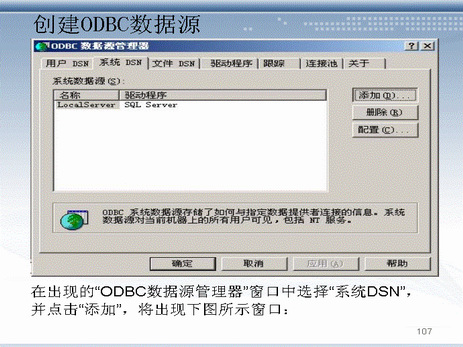 创建ODBC数据源
ODBC 数据源管理器
用户 DSN 系统 DSN 文件 DSN 驱动程序 跟踪 连接池 关于
系统数据源(S):
名称 驱动程序
LocalServer SQL Server
添加(D)...
删除(R)
配置(C)...
ODBC 系统数据源存储了如何与指定数据提供者连接的信息。系统
数据源对当前机器上的所有用户可见,包括 NT 服务。
确定 取消 应用(A) 帮助
在出现的“ODBC数据源管理器”窗口中选择“系统DSN”,
并点击“添加”,将出现下图所示窗口:
107